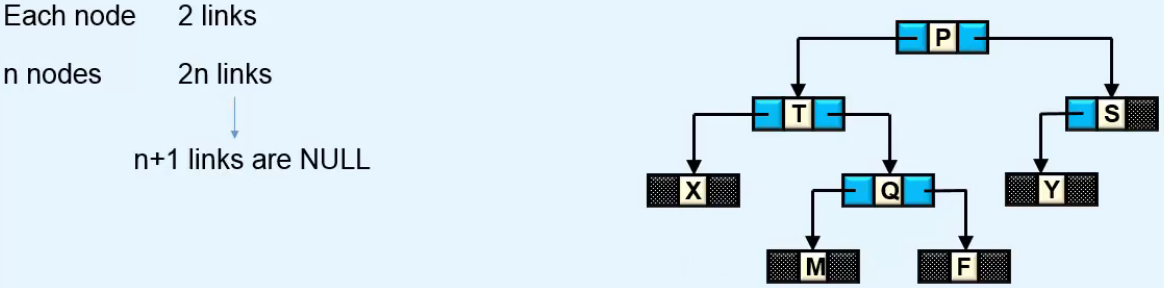 Each node 2 links
n nodes 2n links
n+1 links are NULL
P
T
S
X
Q
Y
M
F